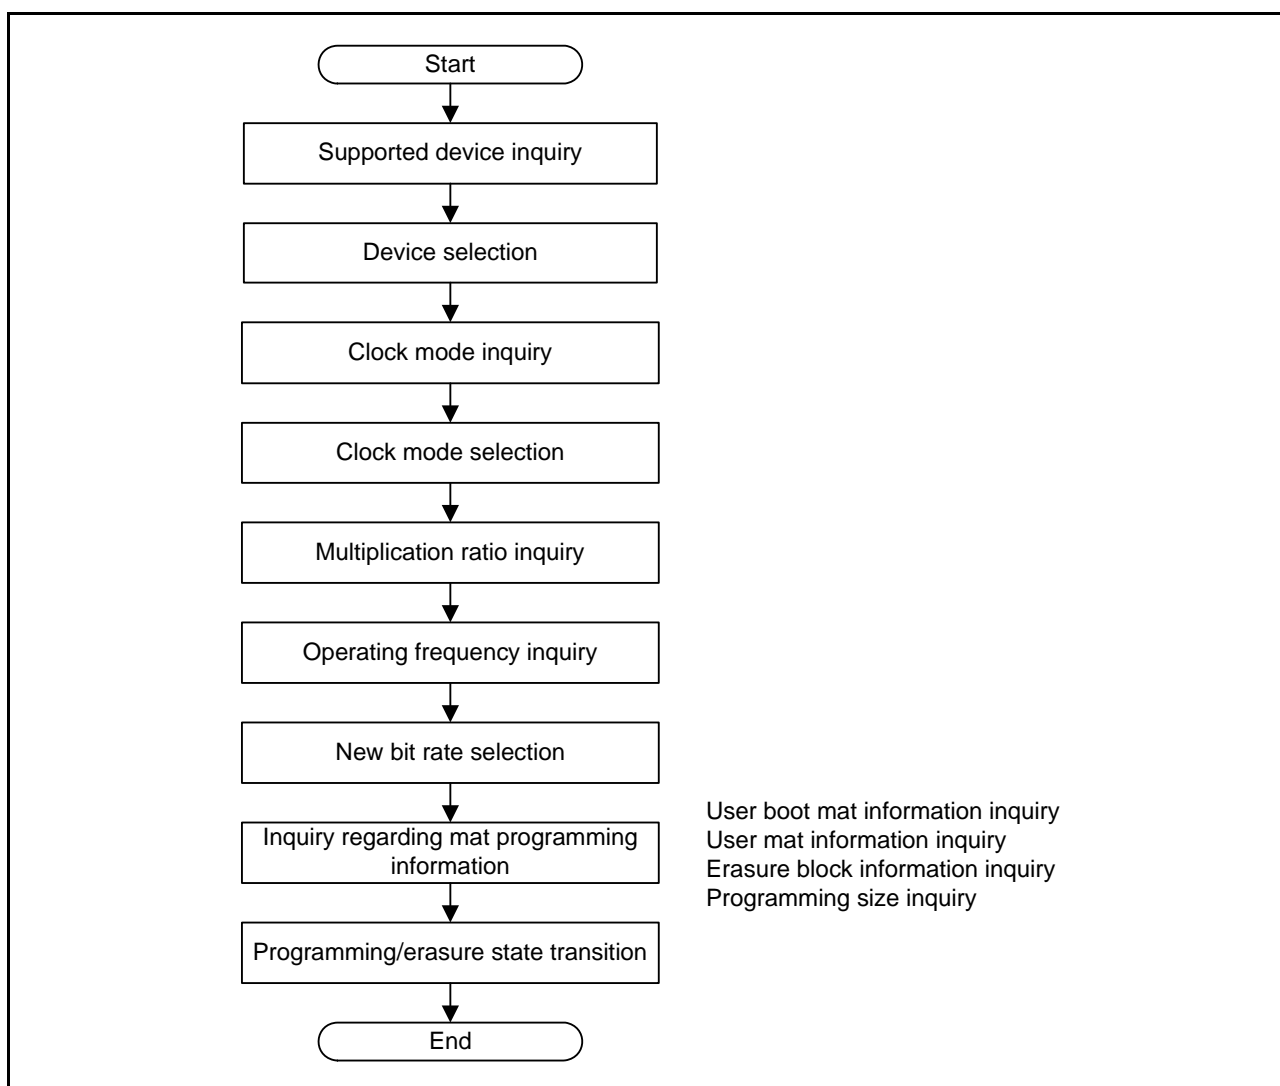 Start
Supported device inquiry
Device selection
Clock mode inquiry
Clock mode selection
Multiplication ratio inquiry
Operating frequency inquiry
New bit rate selection
Inquiry regarding mat programming
information
User boot mat information inquiry
User mat information inquiry
Erasure block information inquiry
Programming size inquiry
Programming/erasure state transition
End